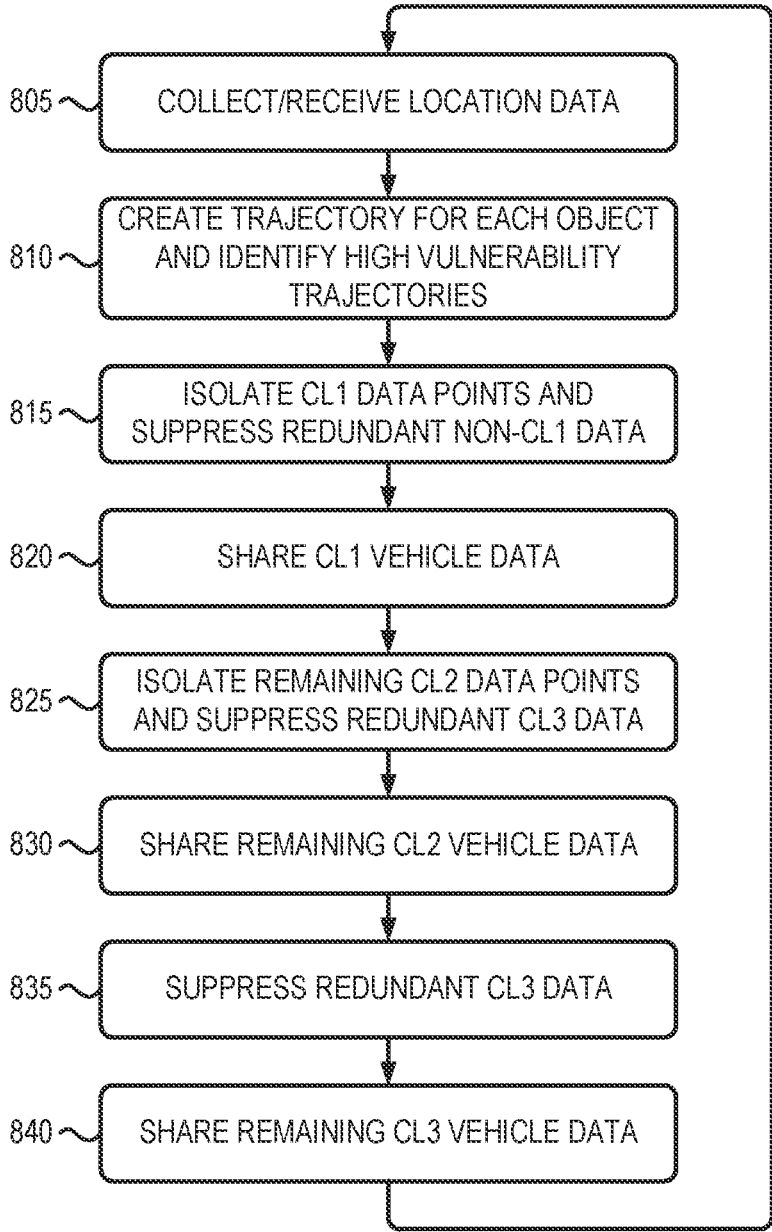 805
COLLECT/RECEIVE LOCATION DATA
810
CREATE TRAJECTORY FOR EACH OBJECT
AND IDENTIFY HIGH VULNERABILITY
TRAJECTORIES
815
ISOLATE CL1 DATA POINTS AND
SUPPRESS REDUNDANT NON-CL1 DATA
820
SHARE CL1 VEHICLE DATA
825
ISOLATE REMAINING CL2 DATA POINTS
AND SUPPRESS REDUNDANT CL3 DATA
830
SHARE REMAINING CL2 VEHICLE DATA
835
SUPPRESS REDUNDANT CL3 DATA
840
SHARE REMAINING CL3 VEHICLE DATA